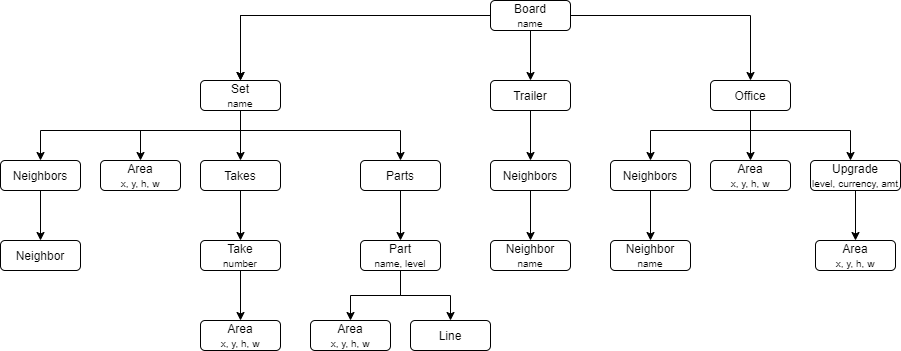 Board
name
Set
name
Trailer
Office
Neighbors
Area
x, y, h, w
Takes
Parts
Neighbors
Neighbors
Area
x, y, h, w
Upgrade
level, currency, amt
Neighbor
Take
number
Part
name, level
Neighbor
name
Neighbor
name
Area
x, y, h, w
Area
x, y, h, w
Area
x, y, h, w
Line